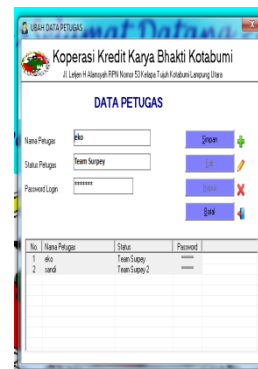 UBAH DATA PETUGAS
Koperasi Kredit Karya Bhakti Kotabumi
Jl. Letjen H Alamsyah RPN Nomor 53 Kelapa Tujuh Kotabumi Lampung Utara
DATA PETUGAS
Nama Petugas eko Simpan
Status Petugas Team Surpey Edit
Password Login ******** Hapus
Batal
No. Nama Petugas Status Password
1 eko Team Surpey
2 sandi Team Surpey 2